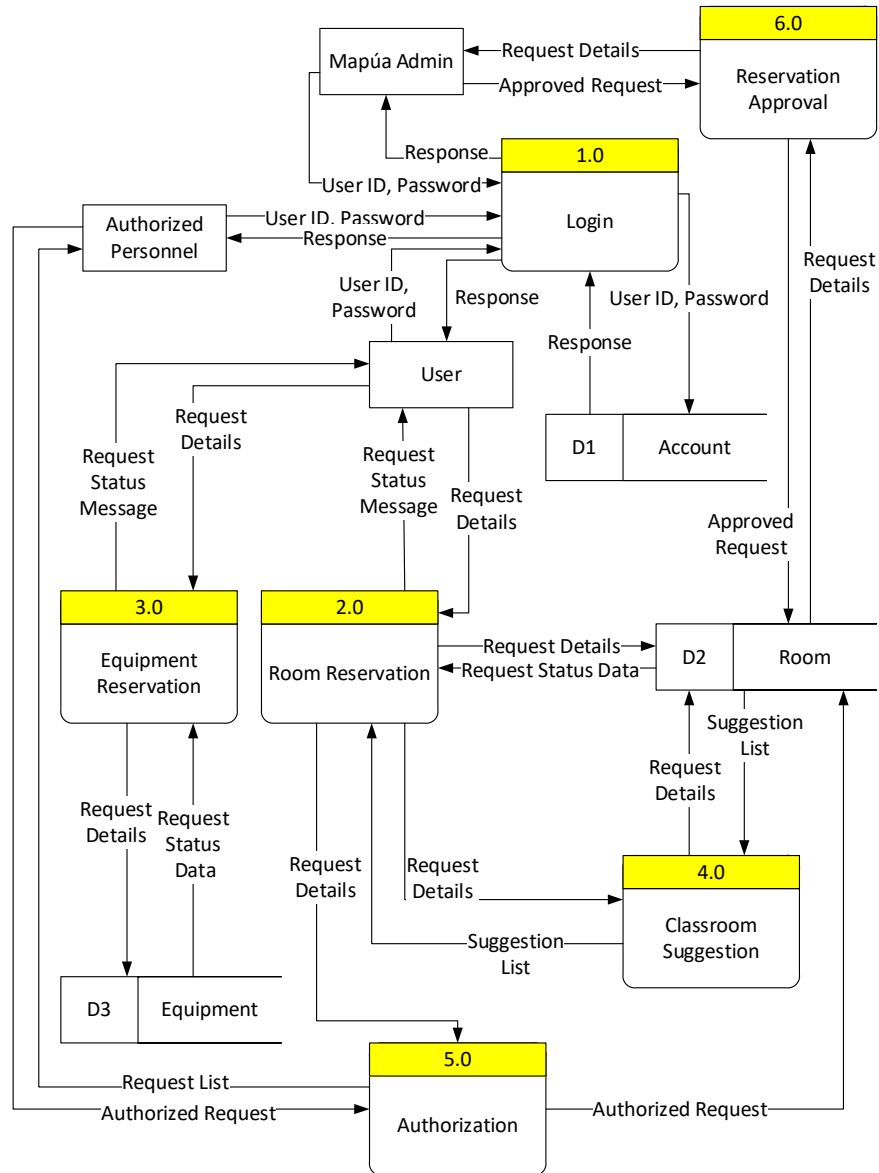 6.0
Request Details
Mapúa Admin
Reservation
Approval
Approved Request
Response
1.0
User ID, Password
Authorized
Personnel
User ID, Password
Login
Response
Request
Details
User ID,
Password
Response
User ID, Password
Response
User
Request
Details
D1
Account
Request
Status
Message
Request
Status
Message
Request
Details
Approved
Request
3.0
2.0
Equipment
Reservation
Room Reservation
Request Details
Request Status Data
D2
Room
Suggestion
List
Request
Details
Request
Details
Request
Status
Data
Request
Details
Request
Details
4.0
Suggestion
List
Classroom
Suggestion
D3
Equipment
5.0
Request List
Authorized Request
Authorization
Authorized Request